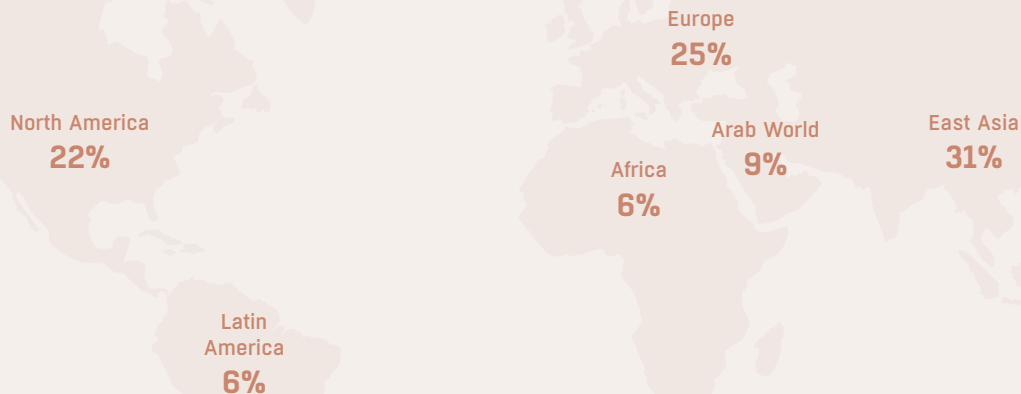 Europe
25%
North America
22%
Arab World
9%
East Asia
31%
Africa
6%
Latin
America
6%